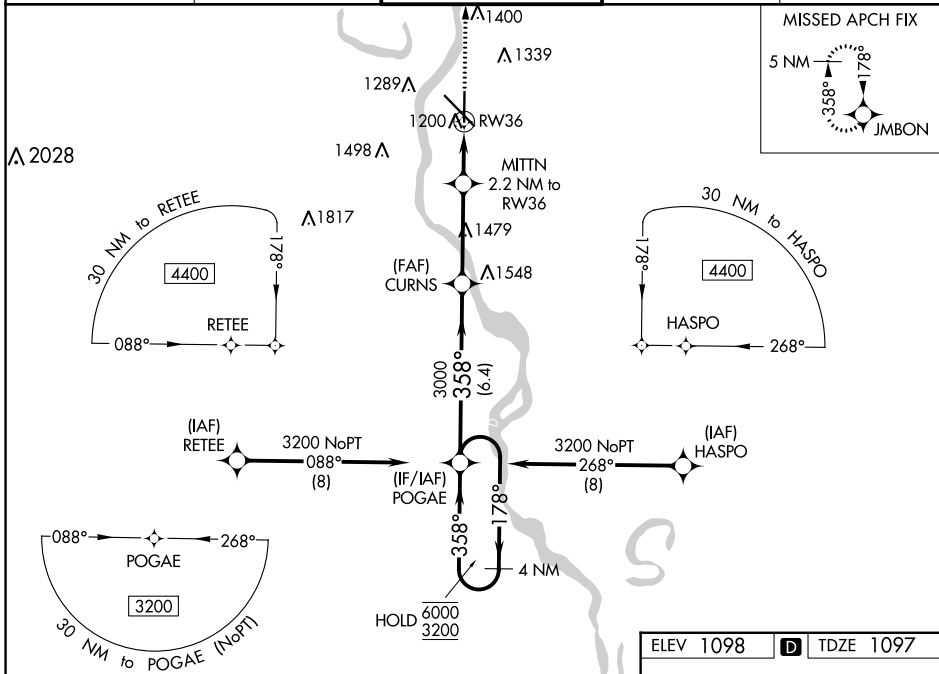 1400
MISSED APCH FIX
1339
5 NM
178°
358°
JMBON
1289
1200
RW36
1498
2028
MITTN
2.2 NM to
RW36
30 NM to RETEE
4400
178°
RETEE
088°
1817
1479
(FAF)
CURNS
1548
30 NM to HASPO
178°
4400
HASPO
268°
3000
358°
(6.4)
(IAF)
RETEE
3200 NoPT
088°
(8)
(IF/IAF)
POGAE
3200 NoPT
268°
(8)
(IAF)
HASPO
358°
178°
4 NM
HOLD 6000
3200
088°
268°
POGAE
3200
30 NM to POGAE (NoPT)
ELEV 1098 D TDZE 1097